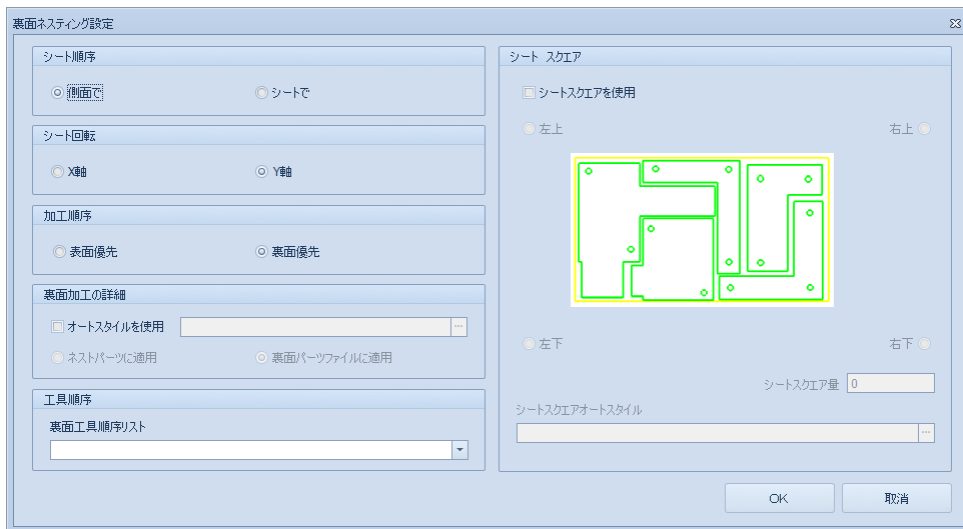 裏面ネスティング設定
シート順序
側面で
シートで
シート回転
X軸
Y軸
加工順序
表面優先
裏面優先
裏面加工の詳細
オートスタイルを使用
...
ネストパーツに適用
裏面パーツファイルに適用
工具順序
裏面工具順序リスト
シート スクエア
シートスクエアを使用
左上
右上
左下
右下
シートスクエア量
0
シートスクエアオートスタイル
...
OK
取消